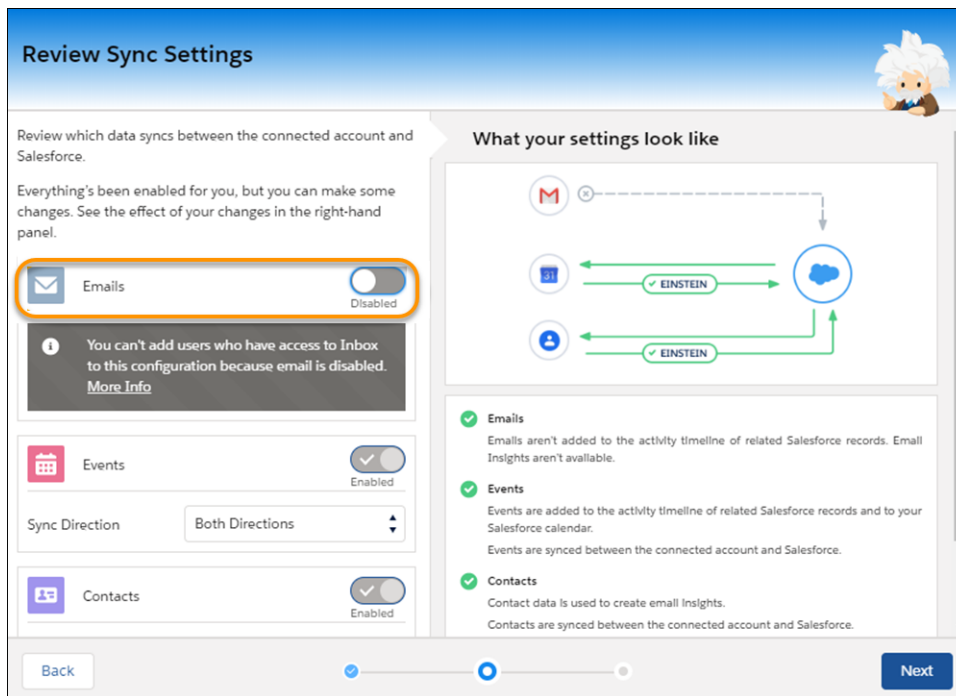 Review Sync Settings
Review which data syncs between the connected account and
Salesforce.
Everything's been enabled for you, but you can make some
changes. See the effect of your changes in the right-hand
panel.
Emails
Disabled
You can't add users who have access to Inbox
to this configuration because email is disabled.
More Info
Events
Enabled
Sync Direction
Both Directions
Contacts
Enabled
What your settings look like
31
EINSTEIN
EINSTEIN
Emails
Emails aren't added to the activity timeline of related Salesforce records. Email
Insights aren't available.
Events
Events are added to the activity timeline of related Salesforce records and to your
Salesforce calendar.
Events are synced between the connected account and Salesforce.
Contacts
Contact data is used to create email insights.
Contacts are synced between the connected account and Salesforce.
Back
Next